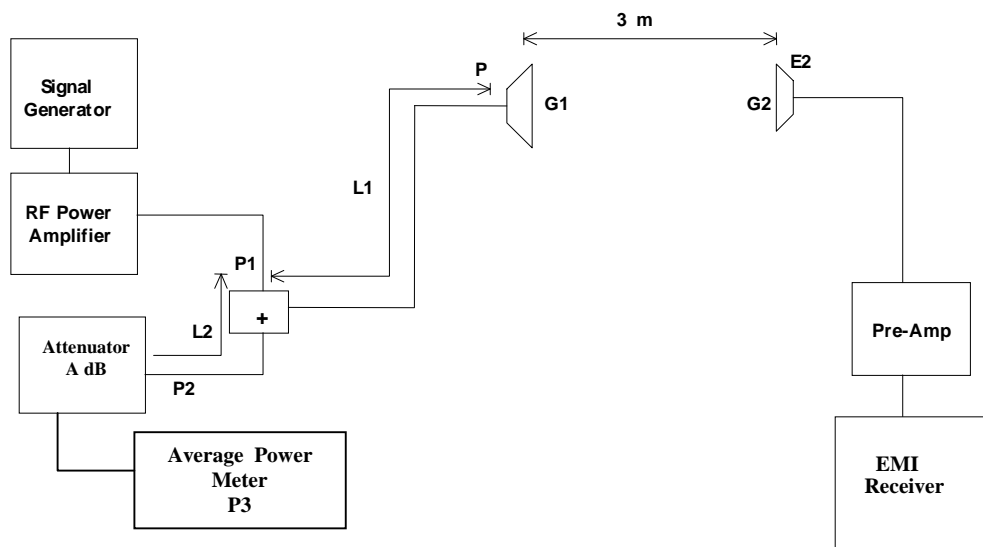 3 m
P
E2
G1
G2
Signal
Generator
L1
RF Power
Amplifier
P1
+
L2
Attenuator
A dB
P2
Pre-Amp
Average Power
Meter
P3
EMI
Receiver